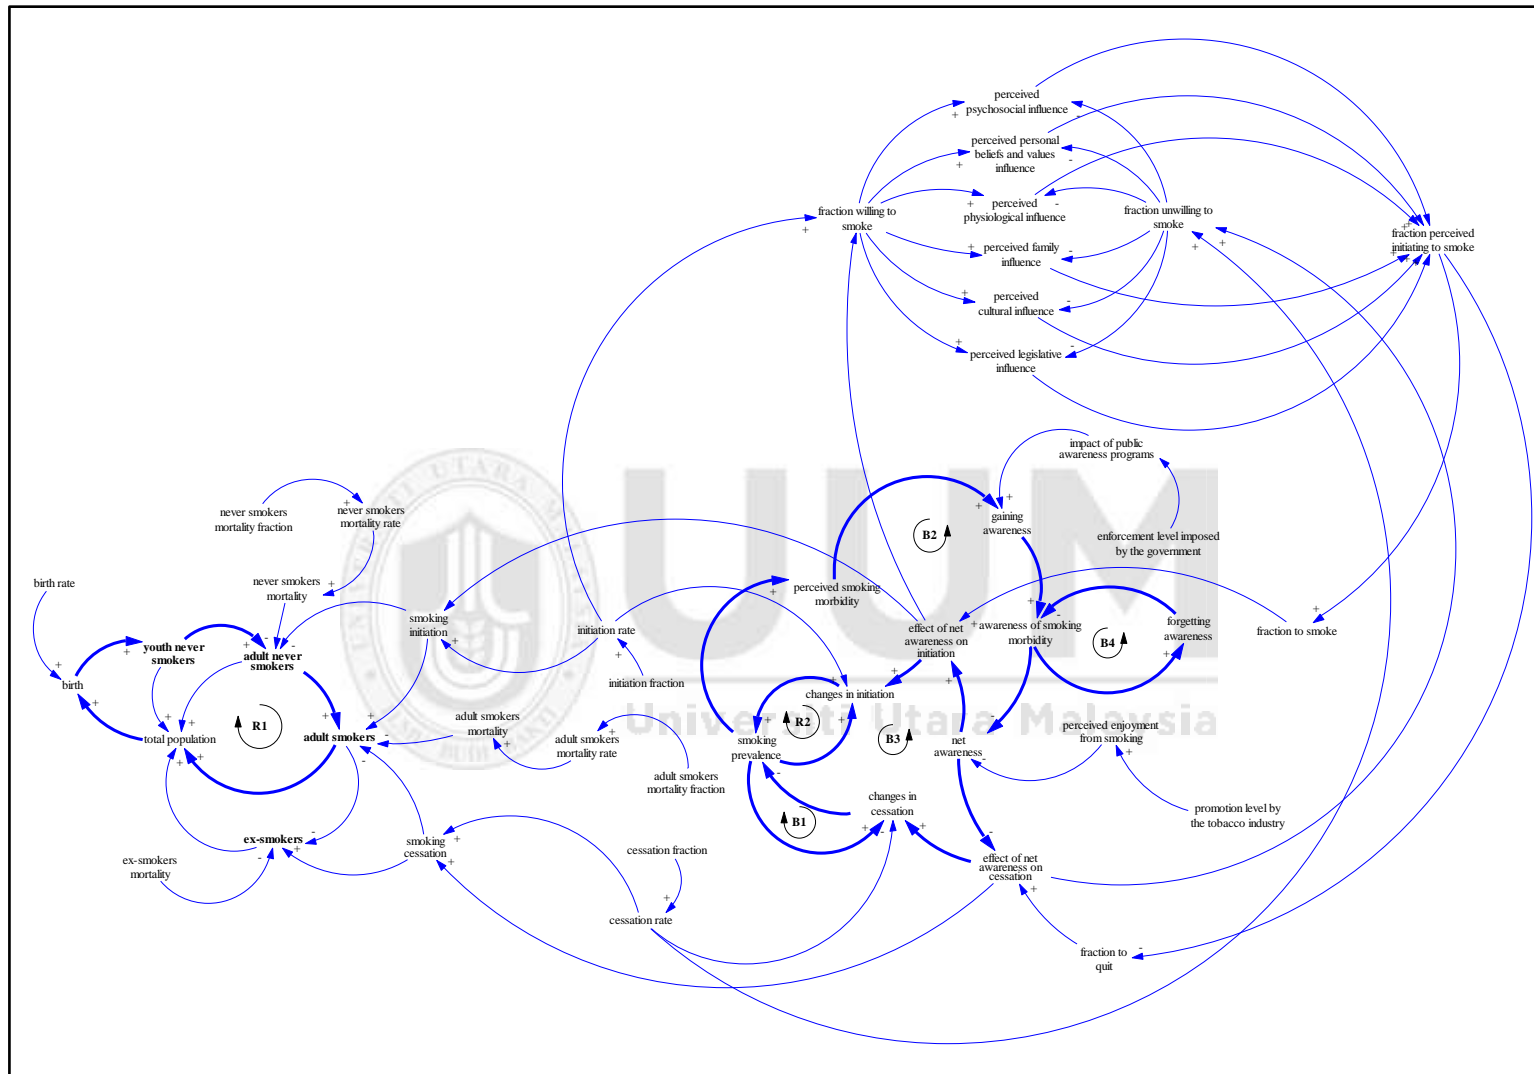 perceived
psychosocial influence
perceived personal
beliefs and values
influence
perceived
physiological influence
fraction willing to
smoke
fraction unwilling to
smoke
fraction perceived
initiating to smoke
perceived family
influence
perceived
cultural influence
perceived legislative
influence
impact of public
awareness programs
never smokers
mortality fraction
never smokers
mortality rate
gaining
awareness
enforcement level imposed
by the government
B2
birth rate
never smokers
mortality
perceived smoking
morbidity
smoking
initiation
initiation rate
effect of net
awareness on
initiation
awareness of smoking
morbidity
B4
forgetting
awareness
fraction to smoke
youth never
smokers
adult never
smokers
birth
initiation fraction
changes in initiation
R1
total population
adult smokers
adult smokers
mortality
adult smokers
mortality rate
adult smokers
mortality fraction
smoking
prevalence
R2
B3
net
awareness
perceived enjoyment
from smoking
Universiti Utara Malaysia
UUM
UNIVERSITI UTARA MALAYSIA
changes in
cessation
B1
promotion level by
the tobacco industry
ex-smokers
ex-smokers
mortality
smoking
cessation
cessation fraction
effect of net
awareness on
cessation
cessation rate
fraction to
quit